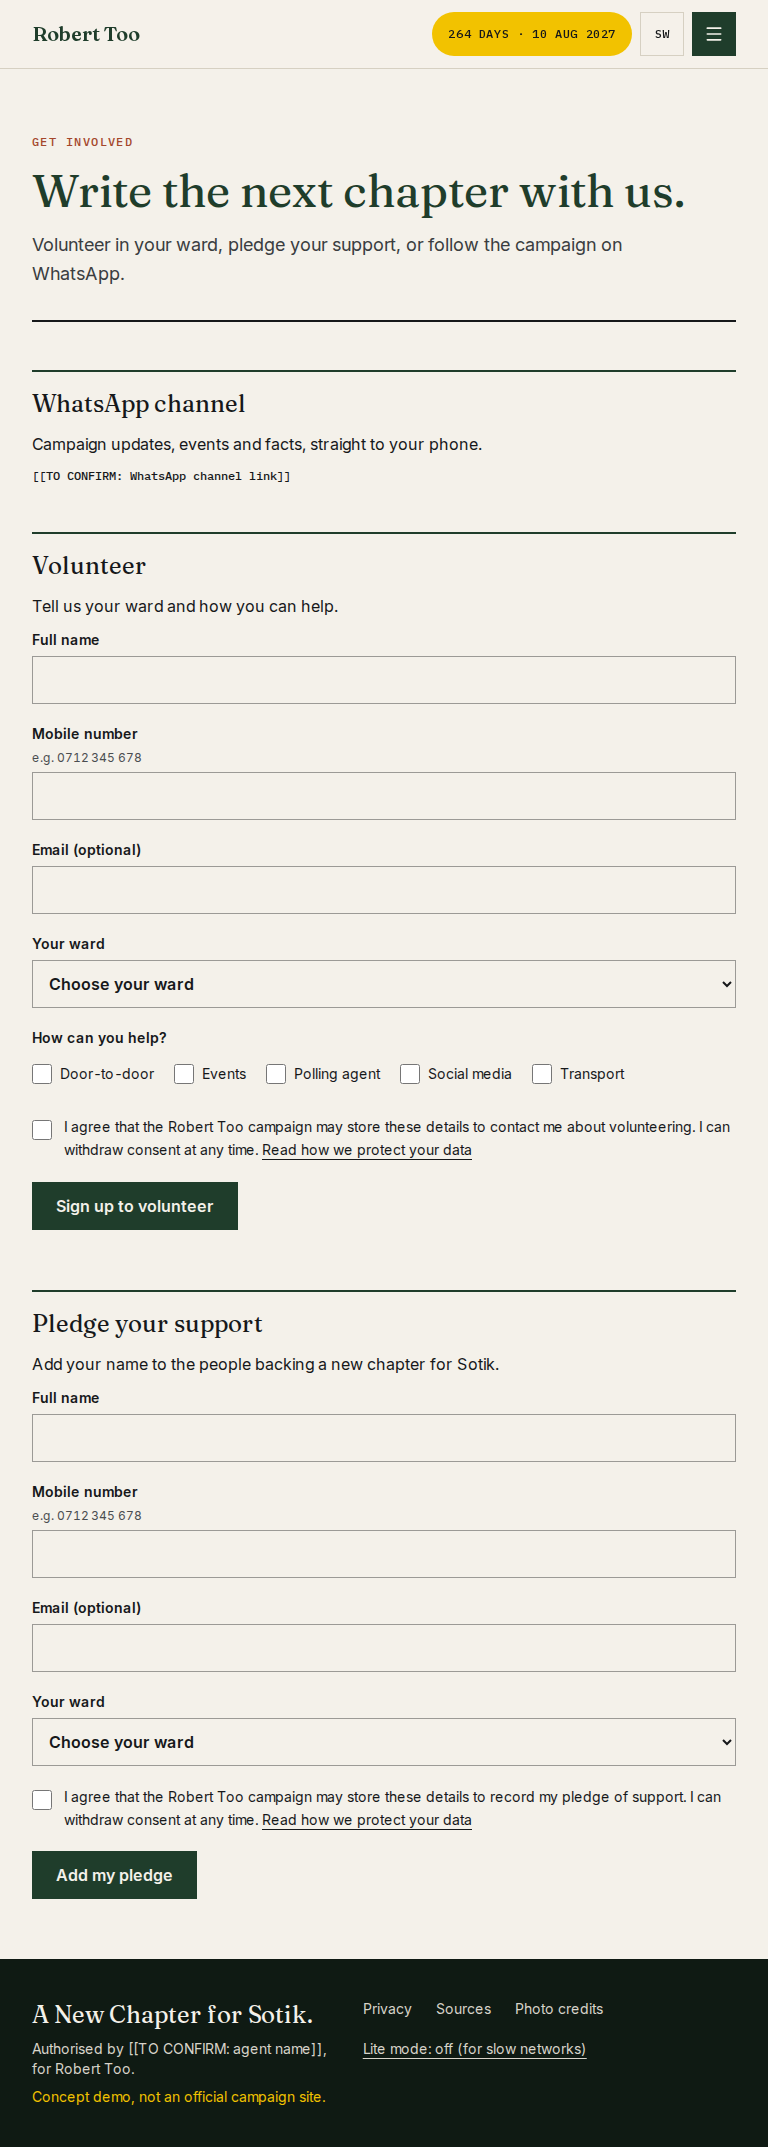 Robert Too
264 DAYS · 10 AUG 2027
SW
GET INVOLVED
Write the next chapter with us.
Volunteer in your ward, pledge your support, or follow the campaign on
WhatsApp.
WhatsApp channel
Campaign updates, events and facts, straight to your phone.
[[TO CONFIRM: WhatsApp channel link]]
Volunteer
Tell us your ward and how you can help.
Full name
Mobile number
e.g. 0712 345 678
Email (optional)
Your ward
Choose your ward
How can you help?
Door-to-door
Events
Polling agent
Social media
Transport
I agree that the Robert Too campaign may store these details to contact me about volunteering. I can
withdraw consent at any time. Read how we protect your data
Sign up to volunteer
Pledge your support
Add your name to the people backing a new chapter for Sotik.
Full name
Mobile number
e.g. 0712 345 678
Email (optional)
Your ward
Choose your ward
I agree that the Robert Too campaign may store these details to record my pledge of support. I can
withdraw consent at any time. Read how we protect your data
Add my pledge
A New Chapter for Sotik.
Authorised by [[TO CONFIRM: agent name]],
for Robert Too.
Concept demo, not an official campaign site.
Privacy
Sources
Photo credits
Lite mode: off (for slow networks)